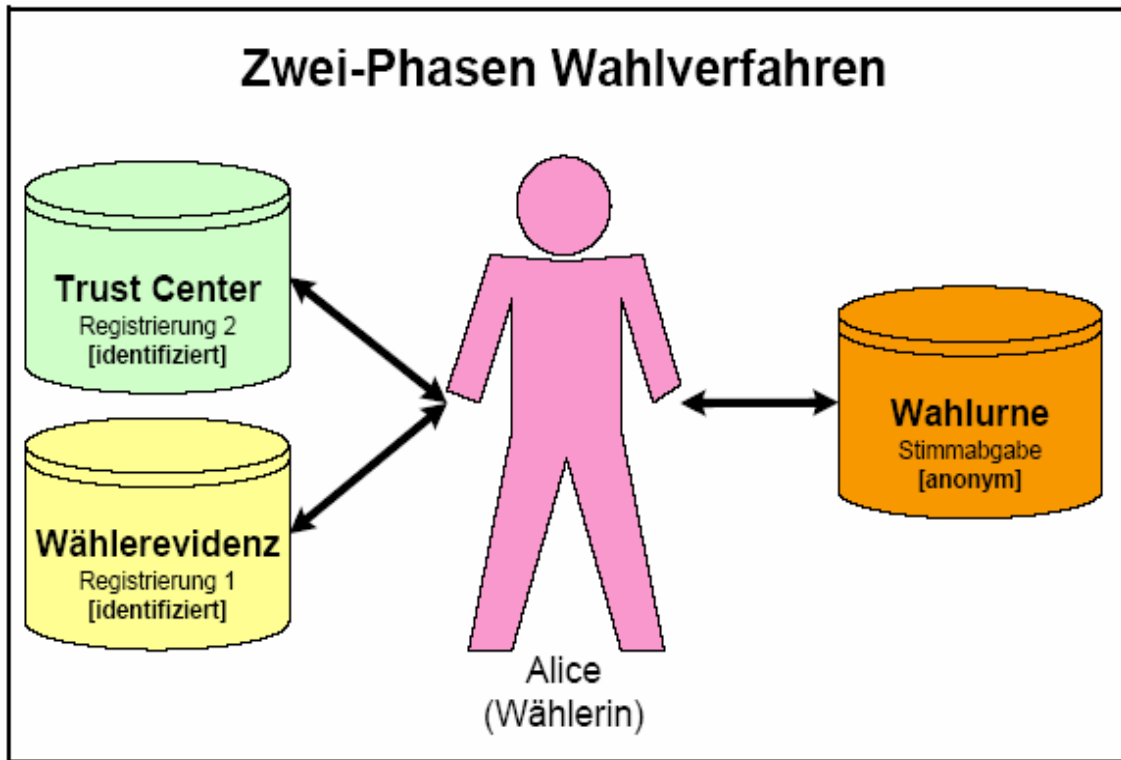 Zwei-Phasen Wahlverfahren
Trust Center
Registrierung 2
[identifiziert]
Wählerevidenz
Registrierung 1
[identifiziert]
Alice
(Wählerin)
Wahlurne
Stimmabgabe
[anonym]